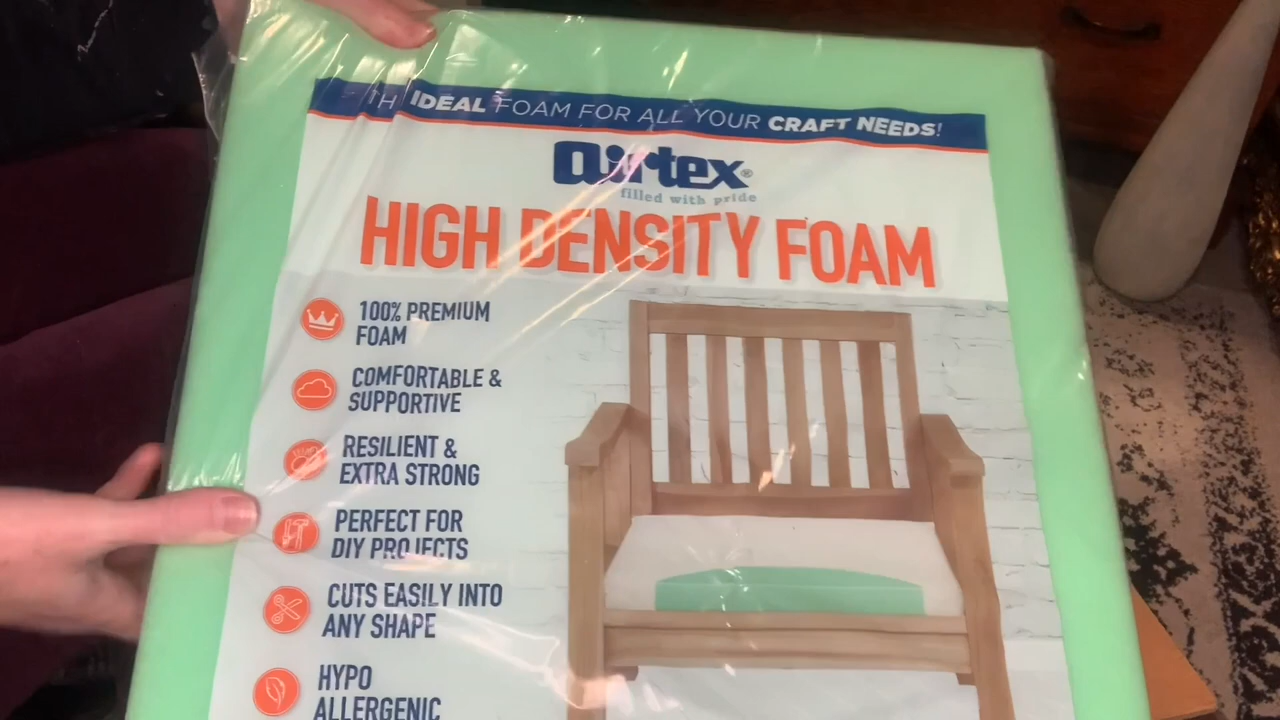 TH IDEAL FOAM FOR ALL YOUR CRAFT NEEDS!
airtex®
filled with pride
HIGH DENSITY FOAM
100% PREMIUM
FOAM
COMFORTABLE &
SUPPORTIVE
RESILIENT &
EXTRA STRONG
PERFECT FOR
DIY PROJECTS
CUTS EASILY INTO
ANY SHAPE
HYPO
ALLERGENIC